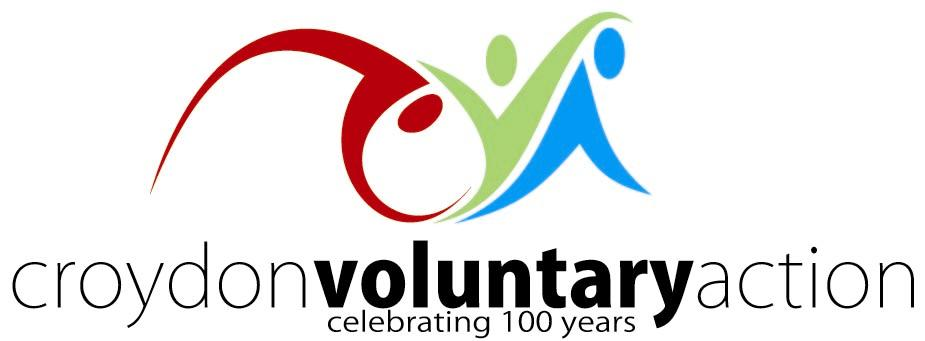 croydonvoluntaryaction
celebrating 100 years